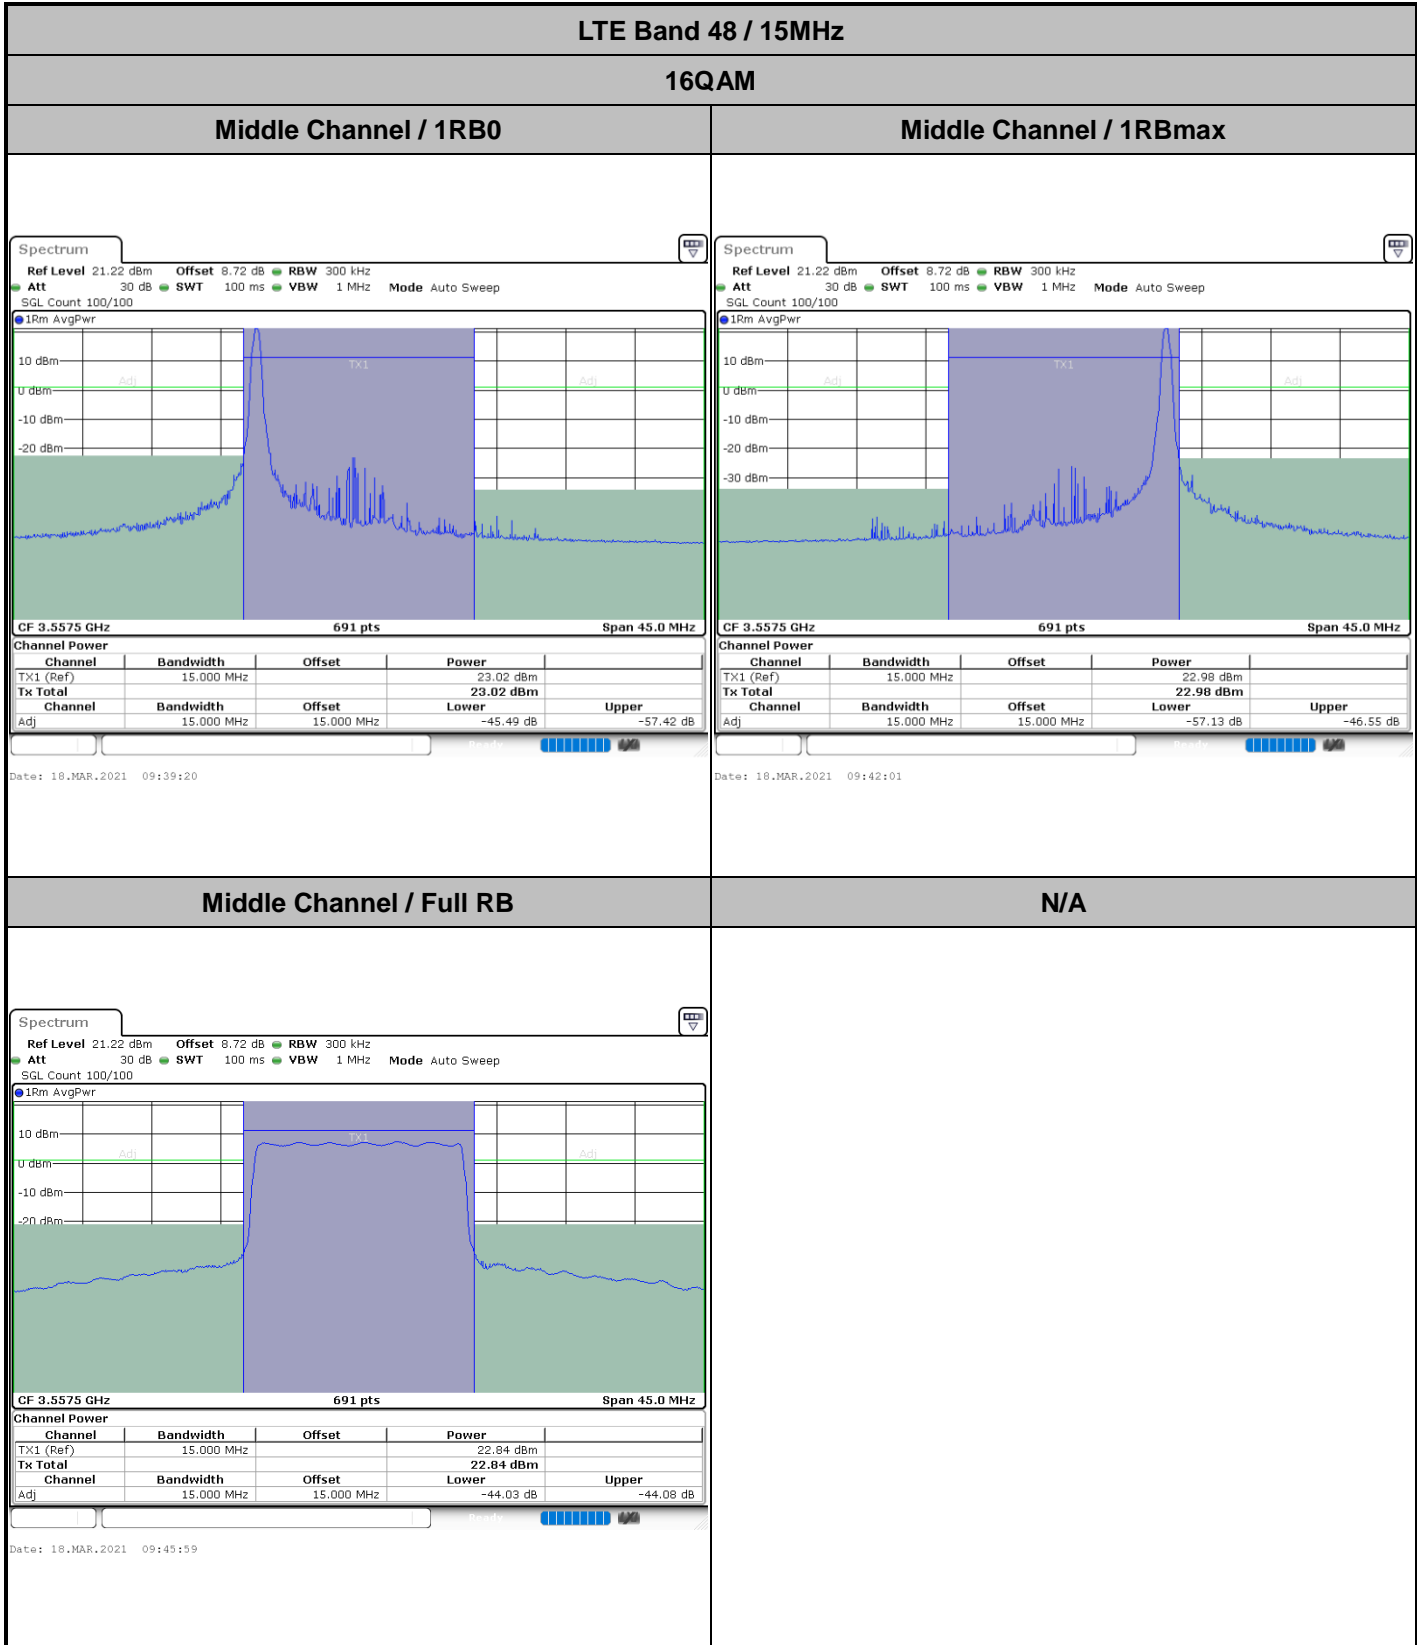 LTE Band 48 / 15MHz
16QAM
Middle Channel / 1RB0
Spectrum
Ref Level 21.22 dBm Offset 8.72 dB RBW 300 kHz
Att 30 dB SWT 100 ms VBW 1 MHz Mode Auto Sweep
SGL Count 100/100
1Rm AvgPwr
10 dBm
TX1
Adj
Adj
0 dBm
-10 dBm
-20 dBm
CF 3.5575 GHz 691 pts Span 45.0 MHz
Channel Power
Channel Bandwidth Offset Power
TX1 (Ref) 15.000 MHz 23.02 dBm
Tx Total 23.02 dBm
Channel Bandwidth Offset Lower Upper
Adj 15.000 MHz 15.000 MHz -45.49 dB -57.42 dB
Ready
Date: 18.MAR.2021 09:39:20
Middle Channel / 1RBmax
Spectrum
Ref Level 21.22 dBm Offset 8.72 dB RBW 300 kHz
Att 30 dB SWT 100 ms VBW 1 MHz Mode Auto Sweep
SGL Count 100/100
1Rm AvgPwr
10 dBm
TX1
Adj
Adj
0 dBm
-10 dBm
-20 dBm
-30 dBm
CF 3.5575 GHz 691 pts Span 45.0 MHz
Channel Power
Channel Bandwidth Offset Power
TX1 (Ref) 15.000 MHz 22.98 dBm
Tx Total 22.98 dBm
Channel Bandwidth Offset Lower Upper
Adj 15.000 MHz 15.000 MHz -57.13 dB -46.55 dB
Ready
Date: 18.MAR.2021 09:42:01
Middle Channel / Full RB
Spectrum
Ref Level 21.22 dBm Offset 8.72 dB RBW 300 kHz
Att 30 dB SWT 100 ms VBW 1 MHz Mode Auto Sweep
SGL Count 100/100
1Rm AvgPwr
10 dBm
TX1
Adj
Adj
0 dBm
-10 dBm
-20 dBm
CF 3.5575 GHz 691 pts Span 45.0 MHz
Channel Power
Channel Bandwidth Offset Power
TX1 (Ref) 15.000 MHz 22.84 dBm
Tx Total 22.84 dBm
Channel Bandwidth Offset Lower Upper
Adj 15.000 MHz 15.000 MHz -44.03 dB -44.08 dB
Ready
Date: 18.MAR.2021 09:45:59
N/A